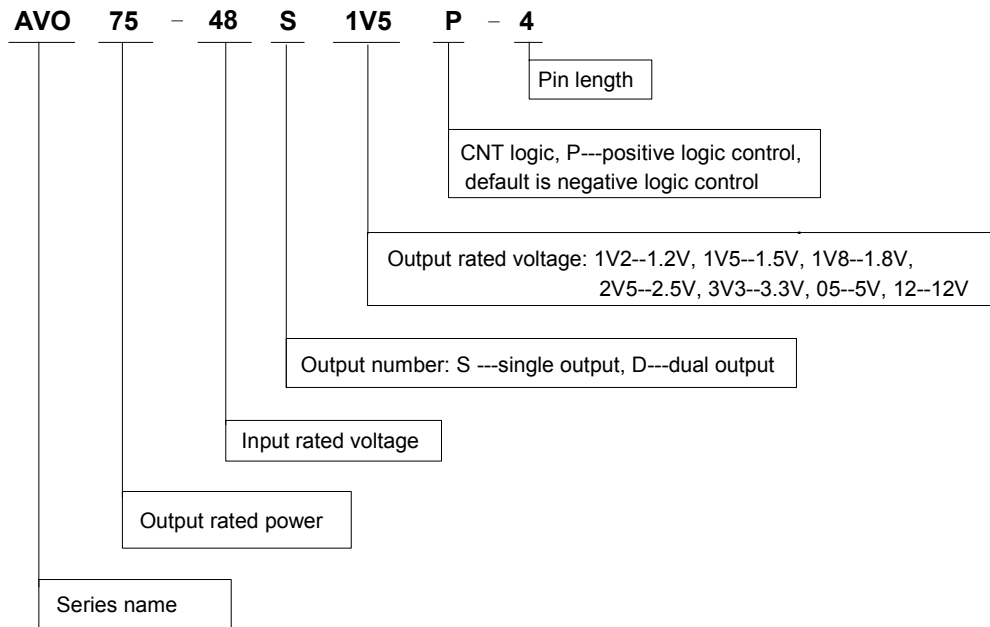 AVO 75 – 48 S 1V5 P – 4
Pin length
CNT logic, P---positive logic control,
default is negative logic control
Output rated voltage: 1V2--1.2V, 1V5--1.5V, 1V8--1.8V,
2V5--2.5V, 3V3--3.3V, 05--5V, 12--12V
Output number: S ---single output, D---dual output
Input rated voltage
Output rated power
Series name